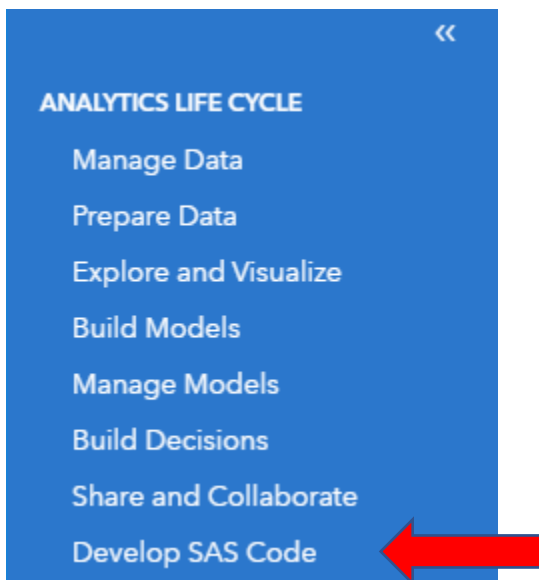 «
ANALYTICS LIFE CYCLE
Manage Data
Prepare Data
Explore and Visualize
Build Models
Manage Models
Build Decisions
Share and Collaborate
Develop SAS Code